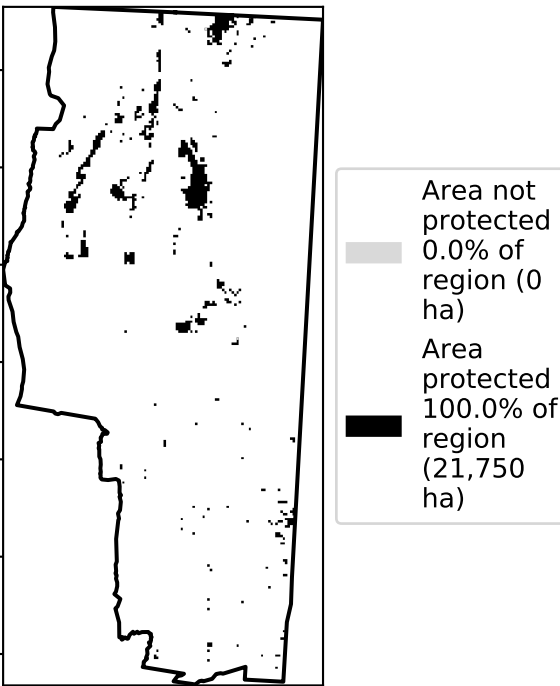 Area not
protected
0.0% of
region (0
ha)
Area
protected
100.0% of
region
(21,750
ha)